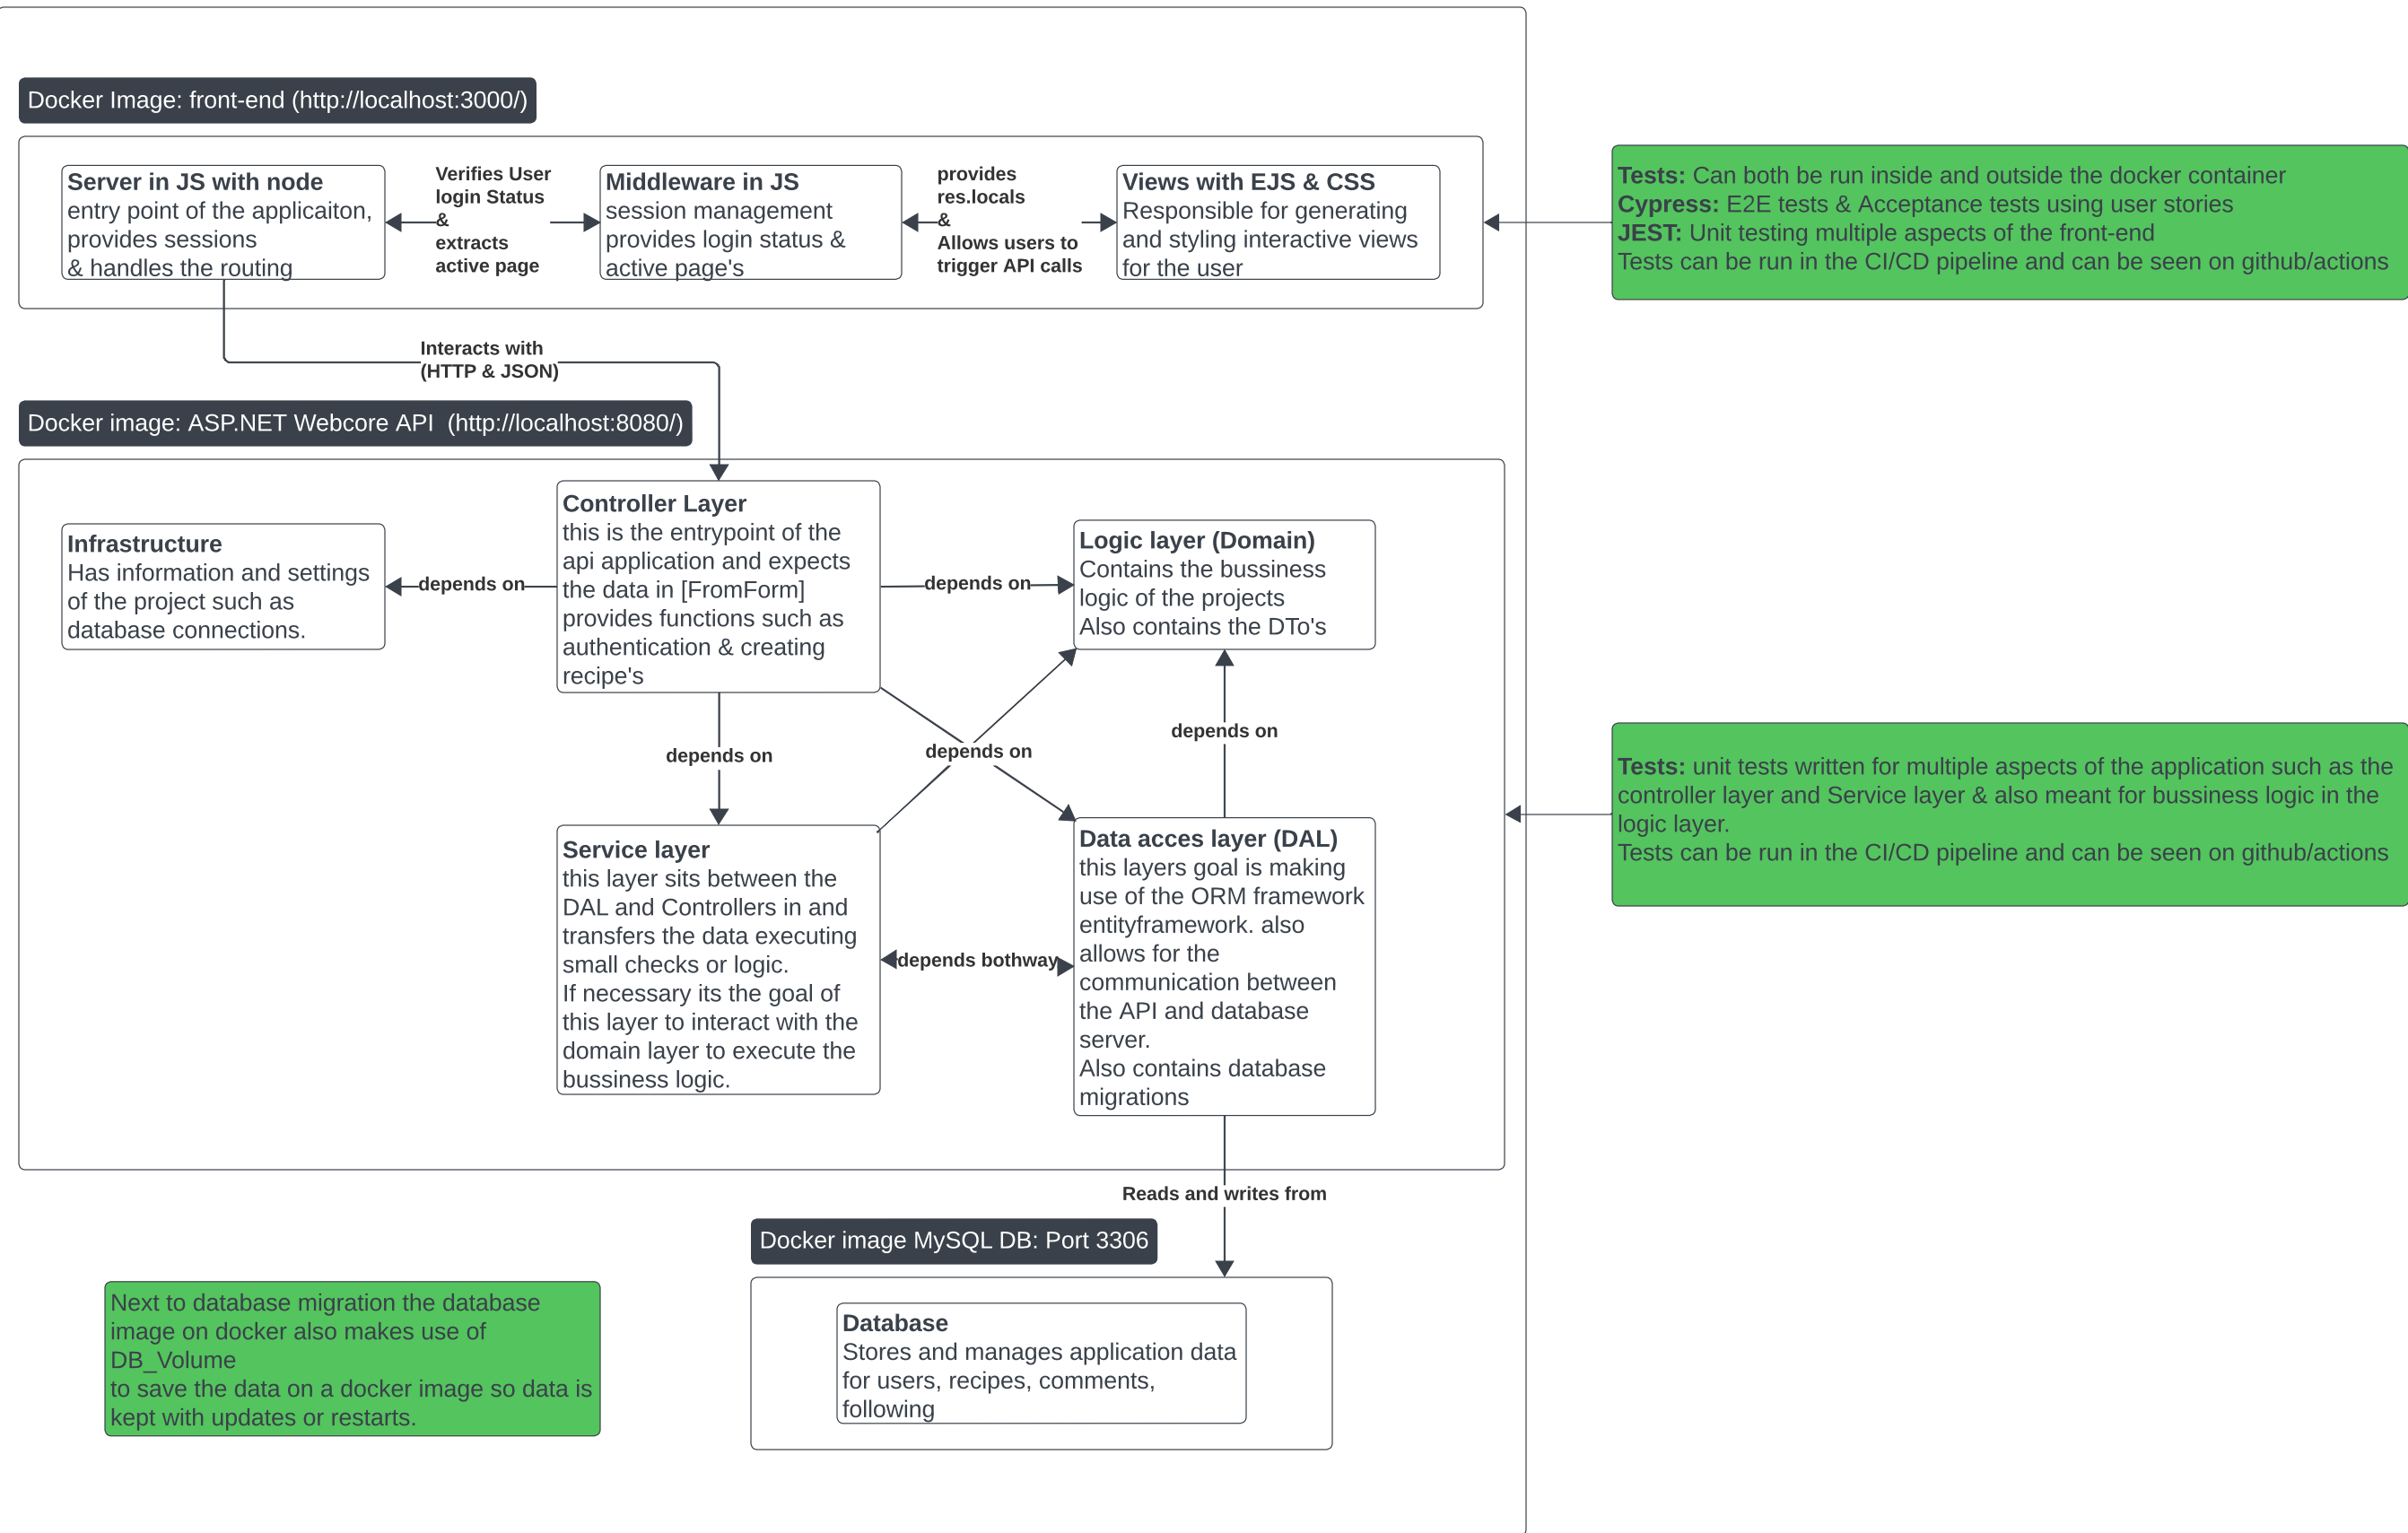 Docker Image: front-end (http://localhost:3000/)
Server in JS with node
entry point of the applicaiton,
provides sessions
& handles the routing
Verifies User
login Status
&
extracts
active page
Middleware in JS
session management
provides login status &
active page's
provides
res.locals
&
Allows users to
trigger API calls
Views with EJS & CSS
Responsible for generating
and styling interactive views
for the user
Tests: Can both be run inside and outside the docker container
Cypress: E2E tests & Acceptance tests using user stories
JEST: Unit testing multiple aspects of the front-end
Tests can be run in the CI/CD pipeline and can be seen on github/actions
Interacts with
(HTTP & JSON)
Docker image: ASP.NET Webcore API  (http://localhost:8080/)
Infrastructure
Has information and settings
of the project such as
database connections.
depends on
Controller Layer
this is the entrypoint of the
api application and expects
the data in [FromForm]
provides functions such as
authentication & creating
recipe's
depends on
Logic layer (Domain)
Contains the bussiness
logic of the projects
Also contains the DTo's
depends on
depends on
depends on
Tests: unit tests written for multiple aspects of the application such as the
controller layer and Service layer & also meant for bussiness logic in the
logic layer.
Tests can be run in the CI/CD pipeline and can be seen on github/actions
Service layer
this layer sits between the
DAL and Controllers in and
transfers the data executing
small checks or logic.
If necessary its the goal of
this layer to interact with the
domain layer to execute the
bussiness logic.
depends bothway
Data acces layer (DAL)
this layers goal is making
use of the ORM framework
entityframework. also
allows for the
communication between
the API and database
server.
Also contains database
migrations
Reads and writes from
Docker image MySQL DB: Port 3306
Database
Stores and manages application data
for users, recipes, comments,
following
Next to database migration the database
image on docker also makes use of
DB_Volume
to save the data on a docker image so data is
kept with updates or restarts.